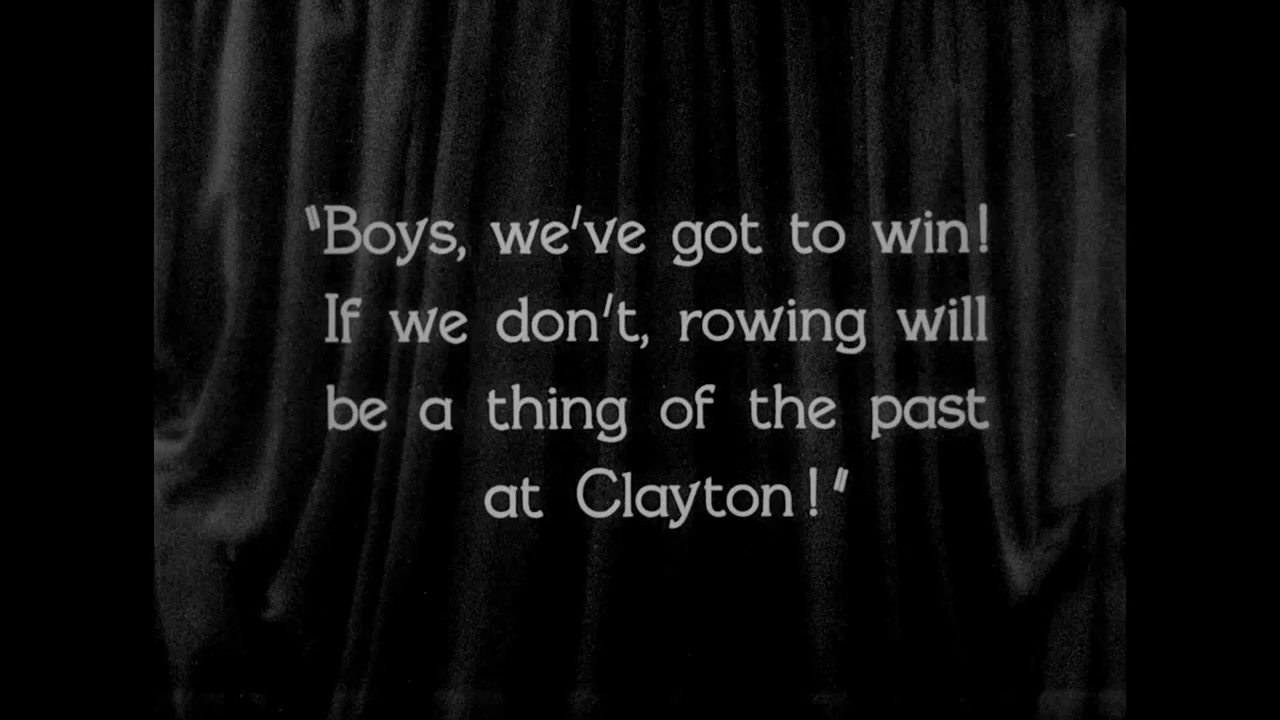 "Boys, we've got to win!
If we don't, rowing will
be a thing of the past
at Clayton!"